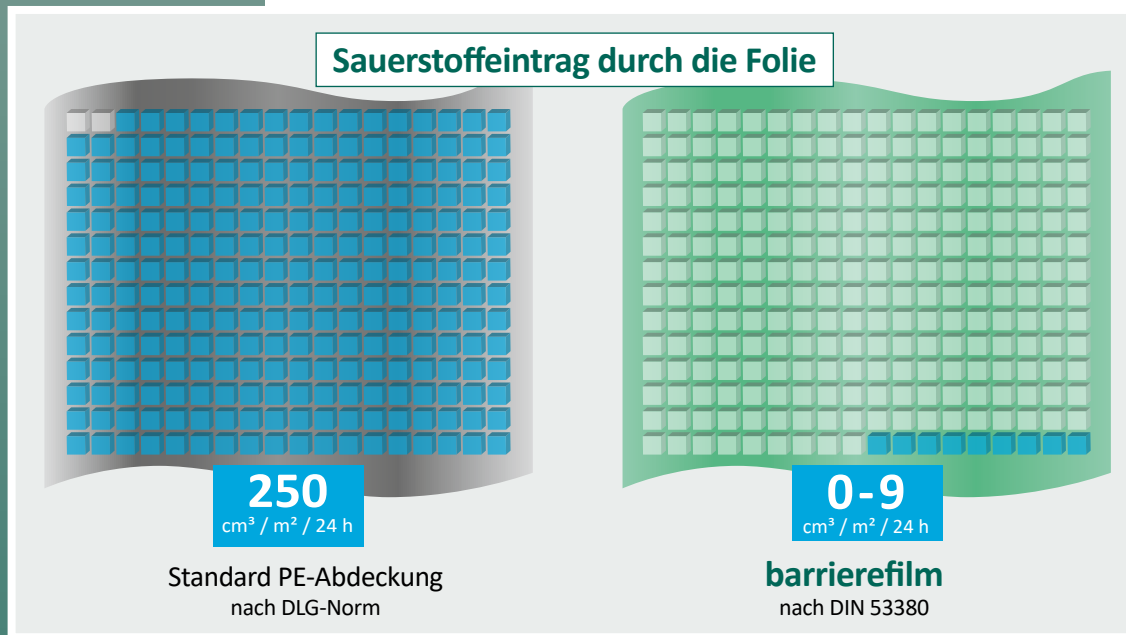 Sauerstoffeintrag durch die Folie
250
cm³ / m² / 24 h
Standard PE-Abdeckung
nach DLG-Norm
0-9
cm³ / m² / 24 h
barrierefilm
nach DIN 53380